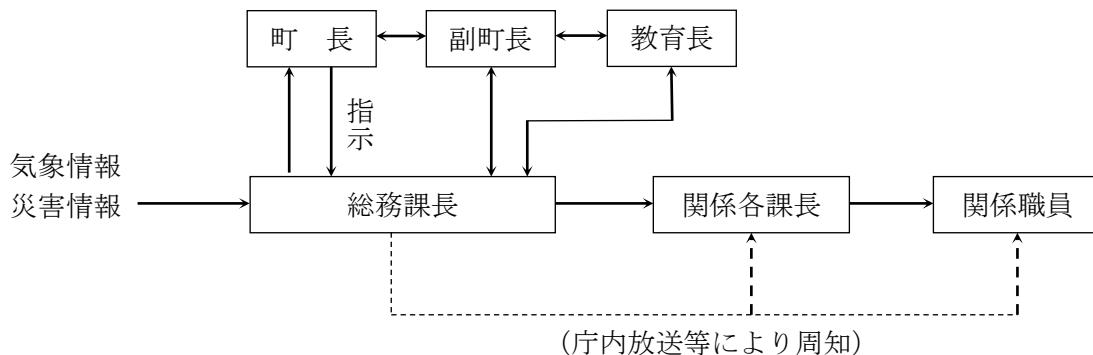 町　長
副町長
教育長
指示
気象情報
災害情報
総務課長
関係各課長
関係職員
（庁内放送等により周知）